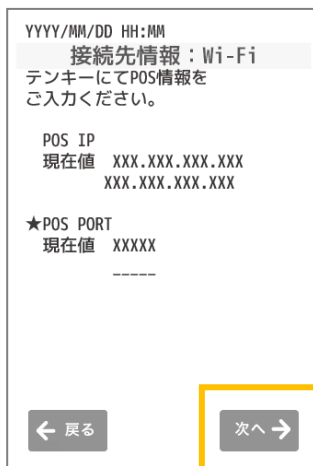 YYYY/MM/DD HH:MM
接続先情報：Wi-Fi
テンキーにてPOS情報を
ご入力ください。
POS IP
現在値 XXX.XXX.XXX.XXX
XXX.XXX.XXX.XXX
★POS PORT
現在値 XXXXX
_____
← 戻る
次へ →